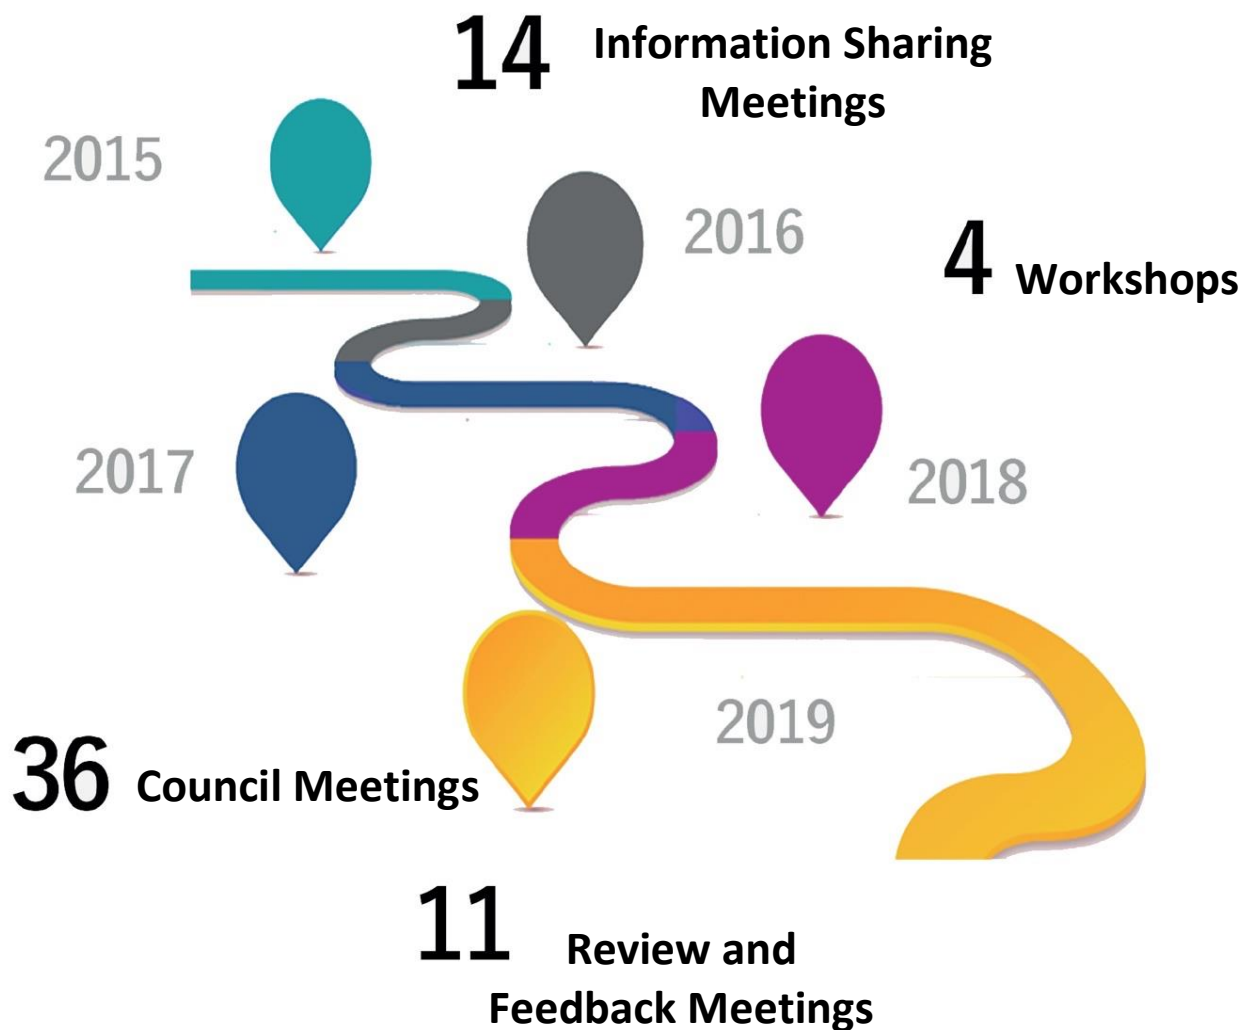 14 Information Sharing
Meetings
2015
2016
4 Workshops
2017
2018
2019
36 Council Meetings
11 Review and
Feedback Meetings